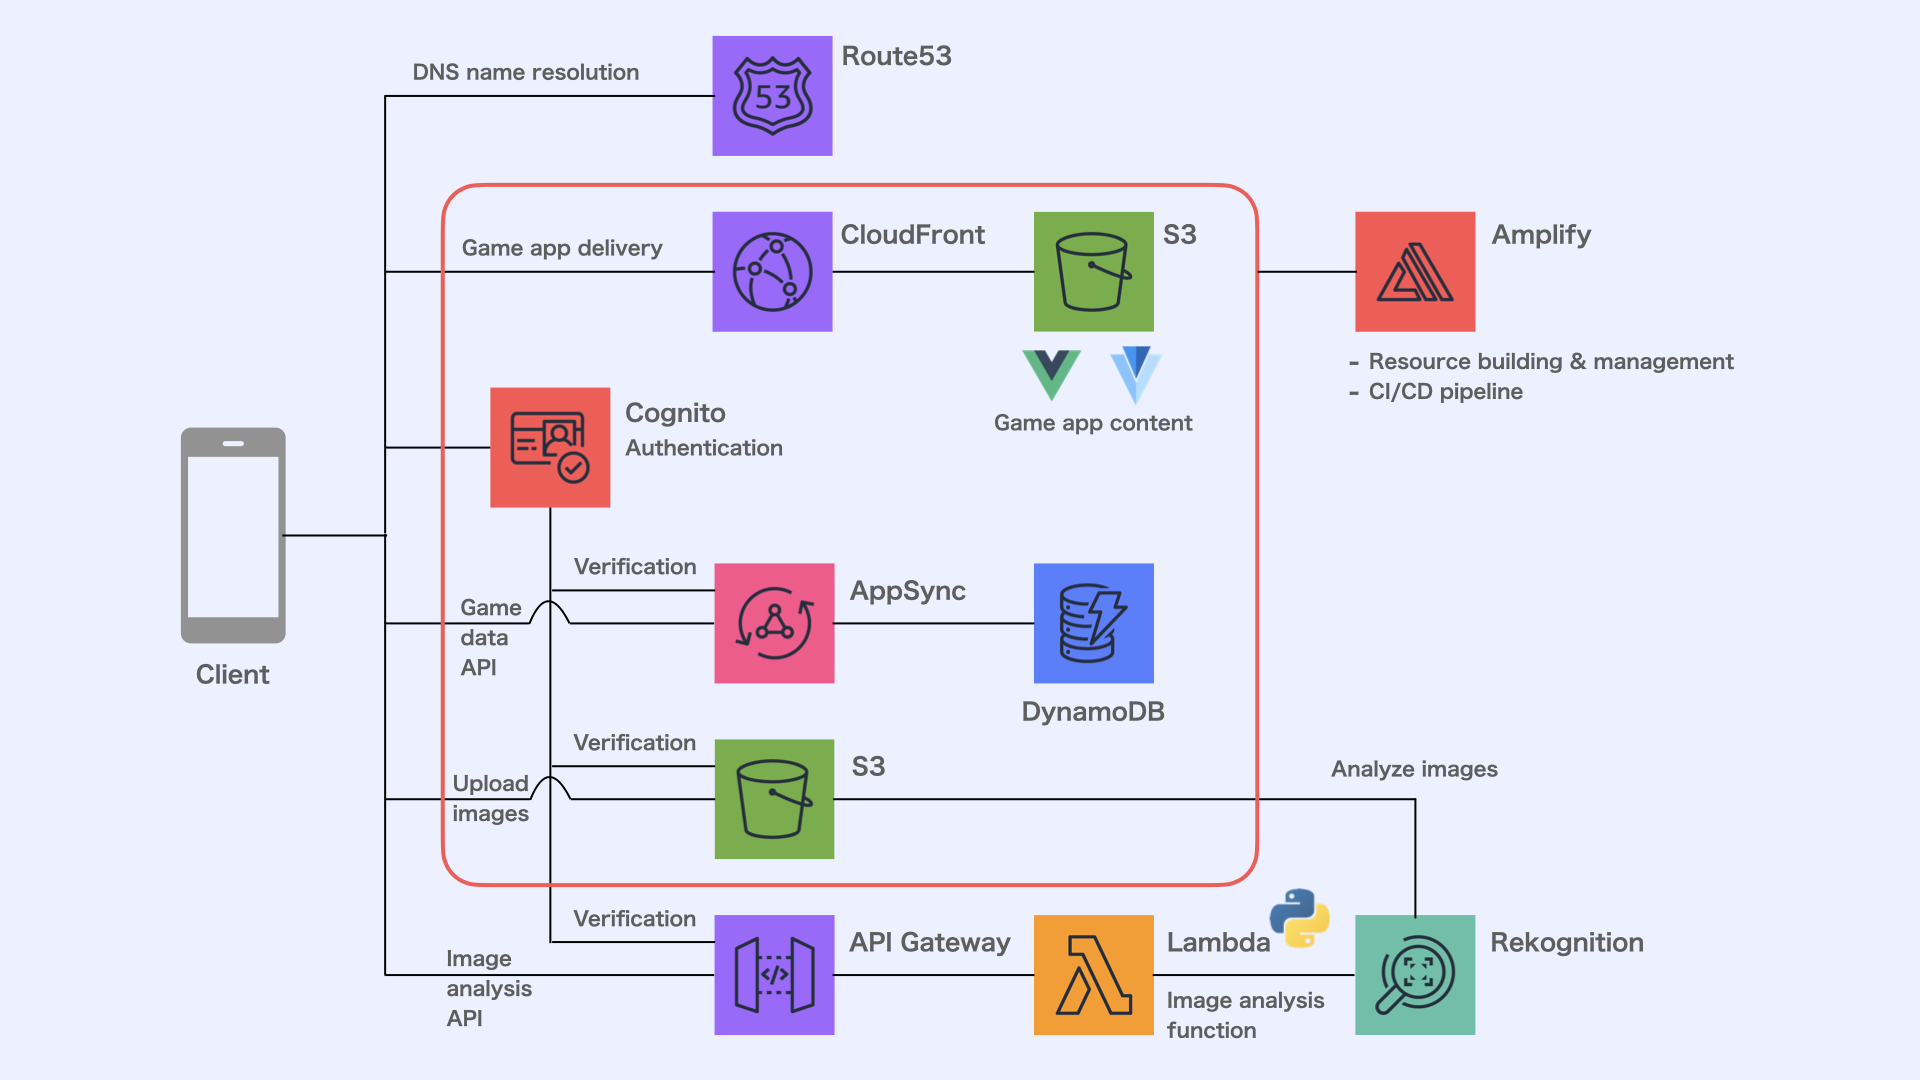 Route53
DNS name resolution
53
CloudFront
S3
Amplify
Game app delivery
- Resource building & management
- CI/CD pipeline
Game app content
Cognito
Authentication
Verification
AppSync
Game
data
API
Client
DynamoDB
Verification
S3
Analyze images
Upload
images
Verification
API Gateway
Lambda
Rekognition
Image
analysis
API
</>
Image analysis
function